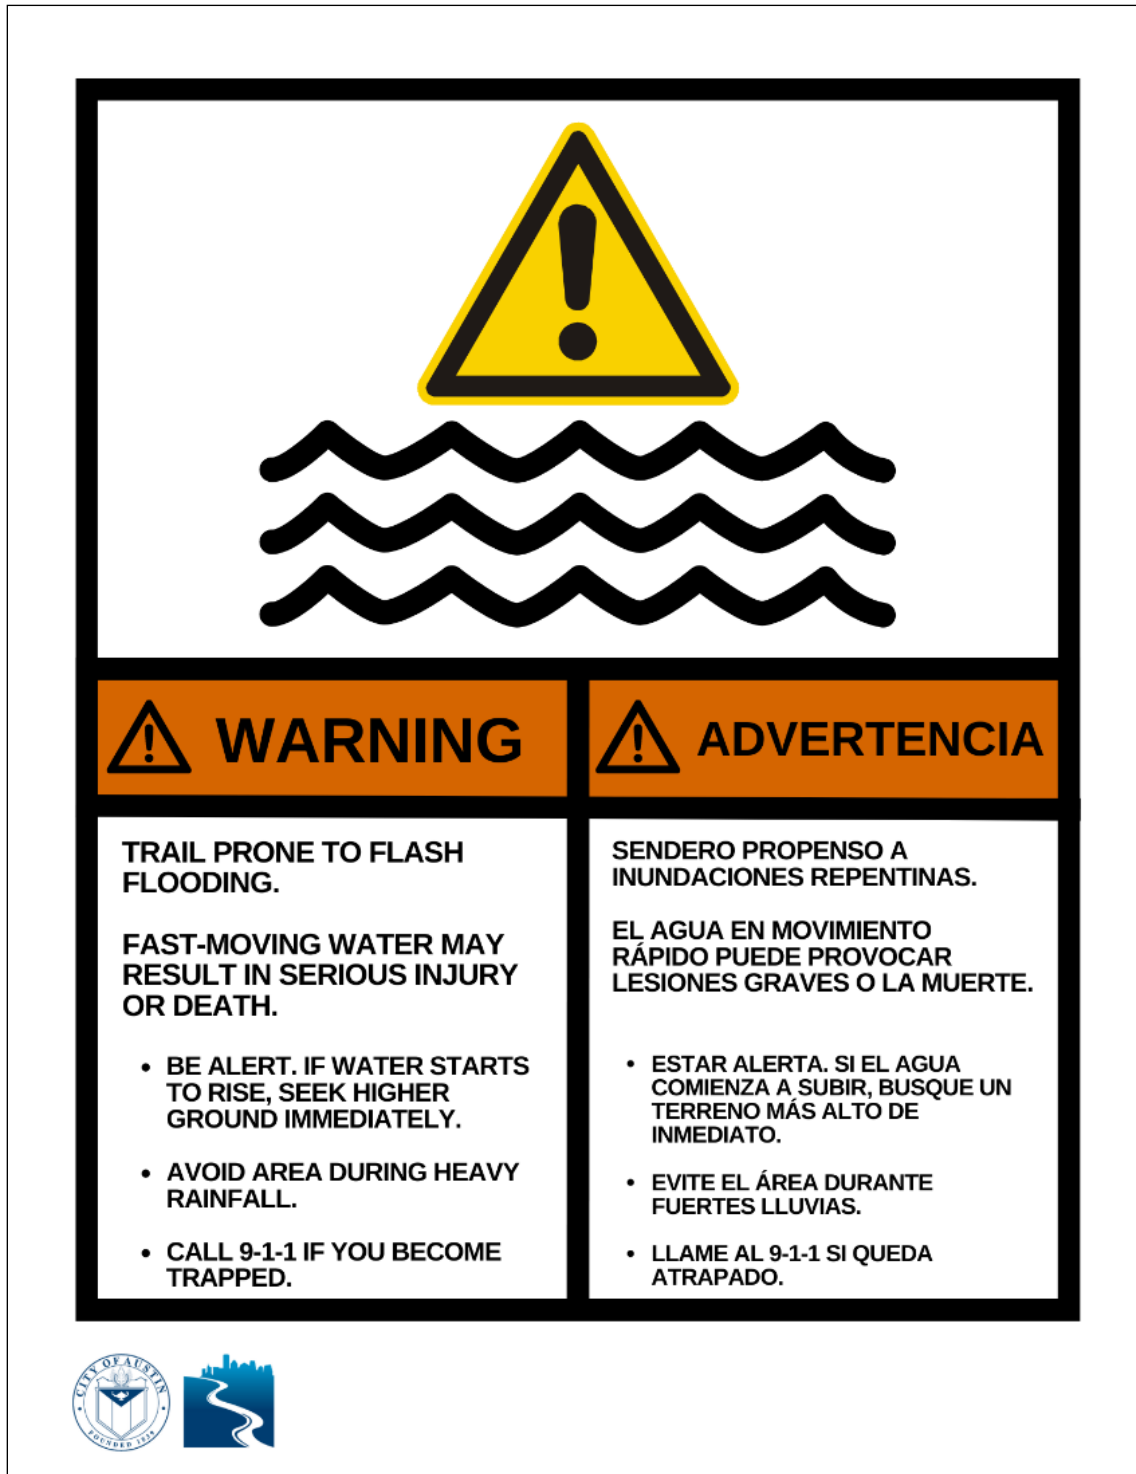 WARNING
TRAIL PRONE TO FLASH
FLOODING.
FAST-MOVING WATER MAY
RESULT IN SERIOUS INJURY
OR DEATH.
• BE ALERT. IF WATER STARTS
TO RISE, SEEK HIGHER
GROUND IMMEDIATELY.
• AVOID AREA DURING HEAVY
RAINFALL.
• CALL 9-1-1 IF YOU BECOME
TRAPPED.
ADVERTENCIA
SENDERO PROPENSO A
INUNDACIONES REPENTINAS.
EL AGUA EN MOVIMIENTO
RÁPIDO PUEDE PROVOCAR
LESIONES GRAVES O LA MUERTE.
• ESTAR ALERTA. SI EL AGUA
COMIENZA A SUBIR, BUSQUE UN
TERRENO MÁS ALTO DE
INMEDIATO.
• EVITE EL ÁREA DURANTE
FUERTES LLUVIAS.
• LLAME AL 9-1-1 SI QUEDA
ATRAPADO.
CITY OF AUSTIN
FOUNDED 1839